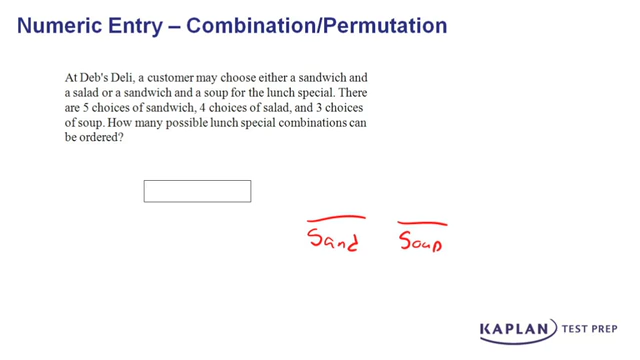 Numeric Entry – Combination/Permutation
At Deb's Deli, a customer may choose either a sandwich and
a salad or a sandwich and a soup for the lunch special. There
are 5 choices of sandwich, 4 choices of salad, and 3 choices
of soup. How many possible lunch special combinations can
be ordered?
Sand Soup
KAPLAN TEST PREP